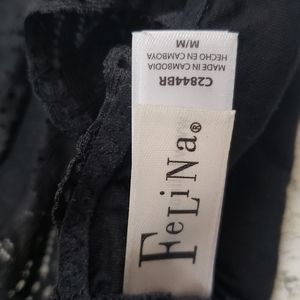 C2844BR
MADE IN CAMBODIA
HECHO EN CAMBOYA
M/M
FeLiNa®